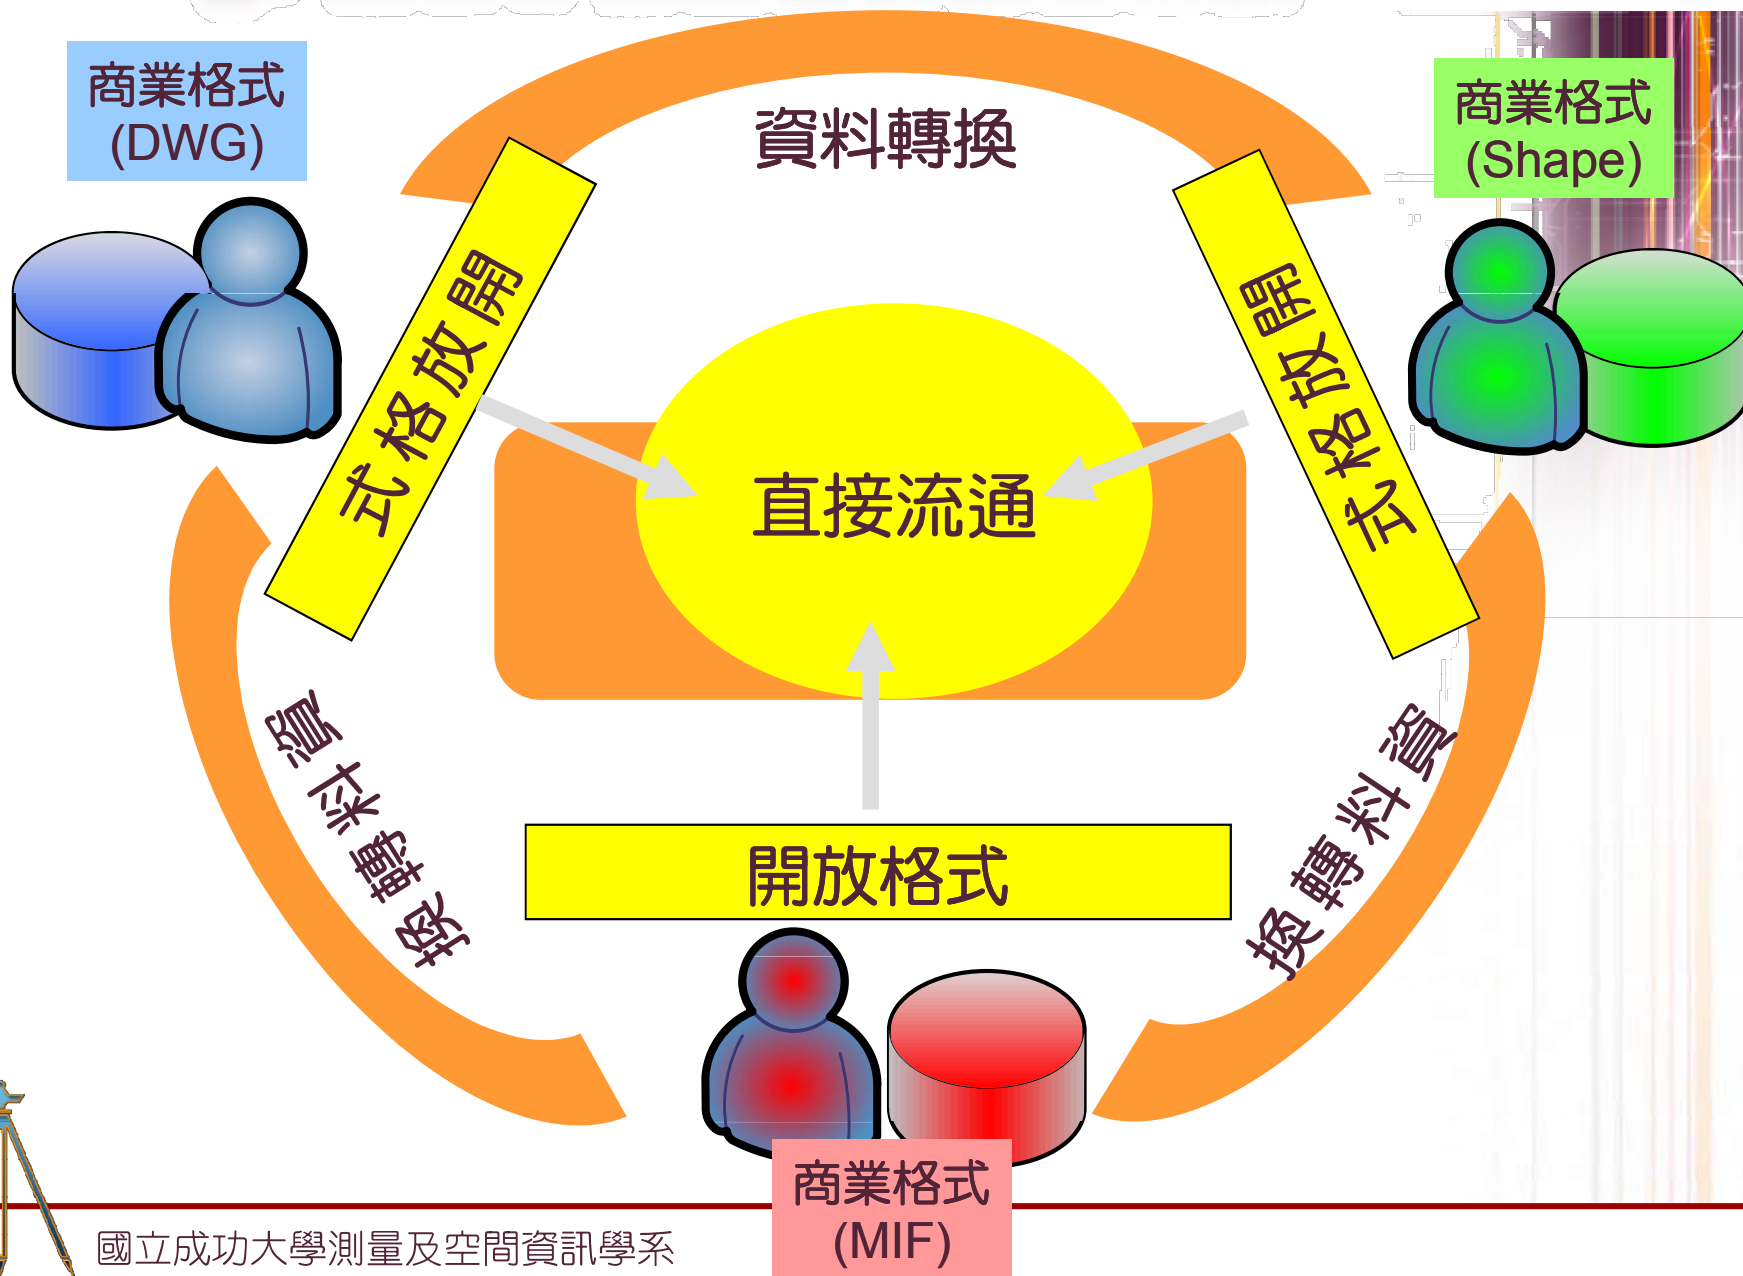 商業格式
(DWG)
資料轉換
商業格式
(Shape)
開放格式
開放格式
直接流通
資料轉換
資料轉換
開放格式
商業格式
(MIF)
國立成功大學測量及空間資訊學系